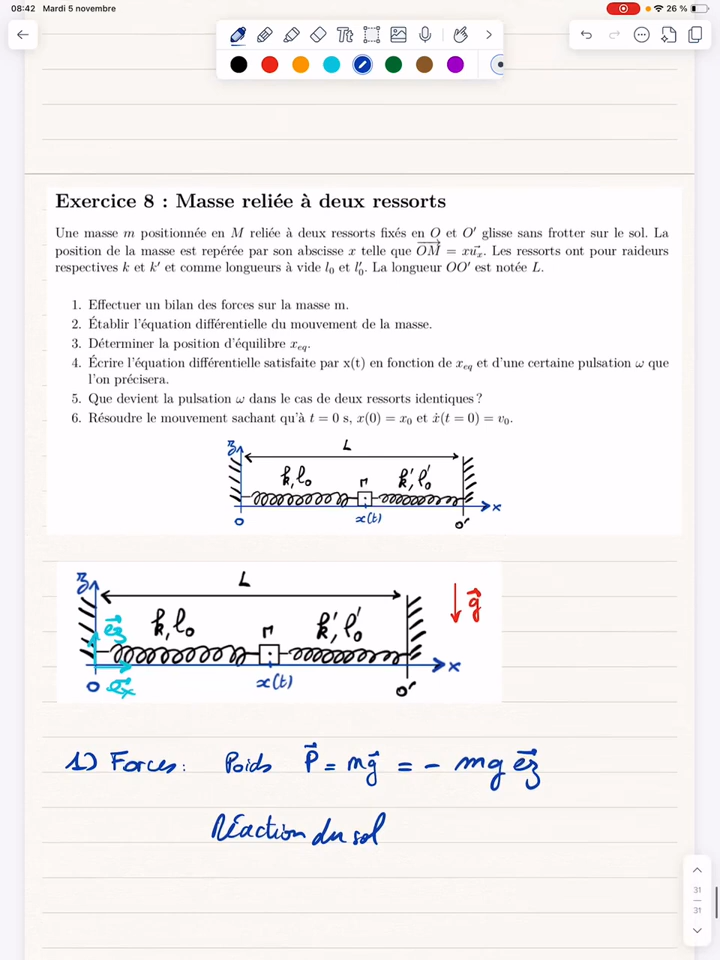 08:42 Mardi 5 novembre 26 %
Exercice 8 : Masse reliée à deux ressorts
Une masse m positionnée en M reliée à deux ressorts fixés en O et O′ glisse sans frotter sur le sol. La
position de la masse est repérée par son abscisse x telle que \overrightarrow{OM} = x\vec{u_x}. Les ressorts ont pour raideurs
respectives k et k′ et comme longueurs à vide l₀ et l′₀. La longueur OO′ est notée L.
1. Effectuer un bilan des forces sur la masse m.
2. Établir l'équation différentielle du mouvement de la masse.
3. Déterminer la position d'équilibre x_{eq}.
4. Écrire l'équation différentielle satisfaite par x(t) en fonction de x_{eq} et d'une certaine pulsation ω que
l'on précisera.
5. Que devient la pulsation ω dans le cas de deux ressorts identiques ?
6. Résoudre le mouvement sachant qu'à t = 0 s, x(0) = x₀ et ẋ(t = 0) = v₀.
z L
k, l₀ M k′, l′₀
x
O x(t) O′
z L \vec{g}
\vec{e_z} k, l₀ M k′, l′₀
x
O \vec{e_x} x(t) O′
1) Forces : Poids \vec{P} = m\vec{g} = - mg \vec{e_z}
Réaction du sol
31
31